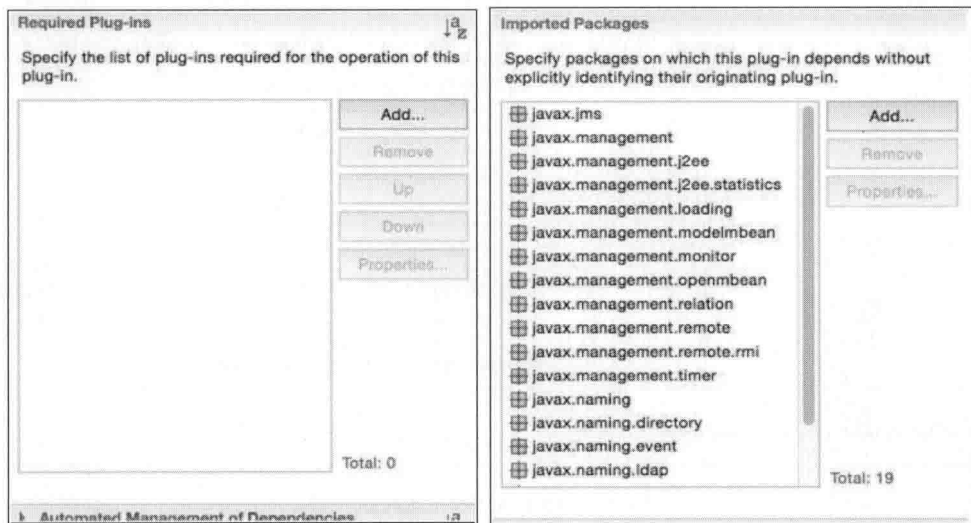 Required Plug-ins
a
z
Specify the list of plug-ins required for the operation of this
plug-in.
Add...
Remove
Up
Down
Properties...
Total: 0
Automated Management of Dependencies
a
Imported Packages
Specify packages on which this plug-in depends without
explicitly identifying their originating plug-in.
javax.jms
javax.management
javax.management.j2ee
javax.management.j2ee.statistics
javax.management.loading
javax.management.modelmbean
javax.management.monitor
javax.management.openmbean
javax.management.relation
javax.management.remote
javax.management.remote.rmi
javax.management.timer
javax.naming
javax.naming.directory
javax.naming.event
javax.naming.ldap
Add...
Remove
Properties...
Total: 19